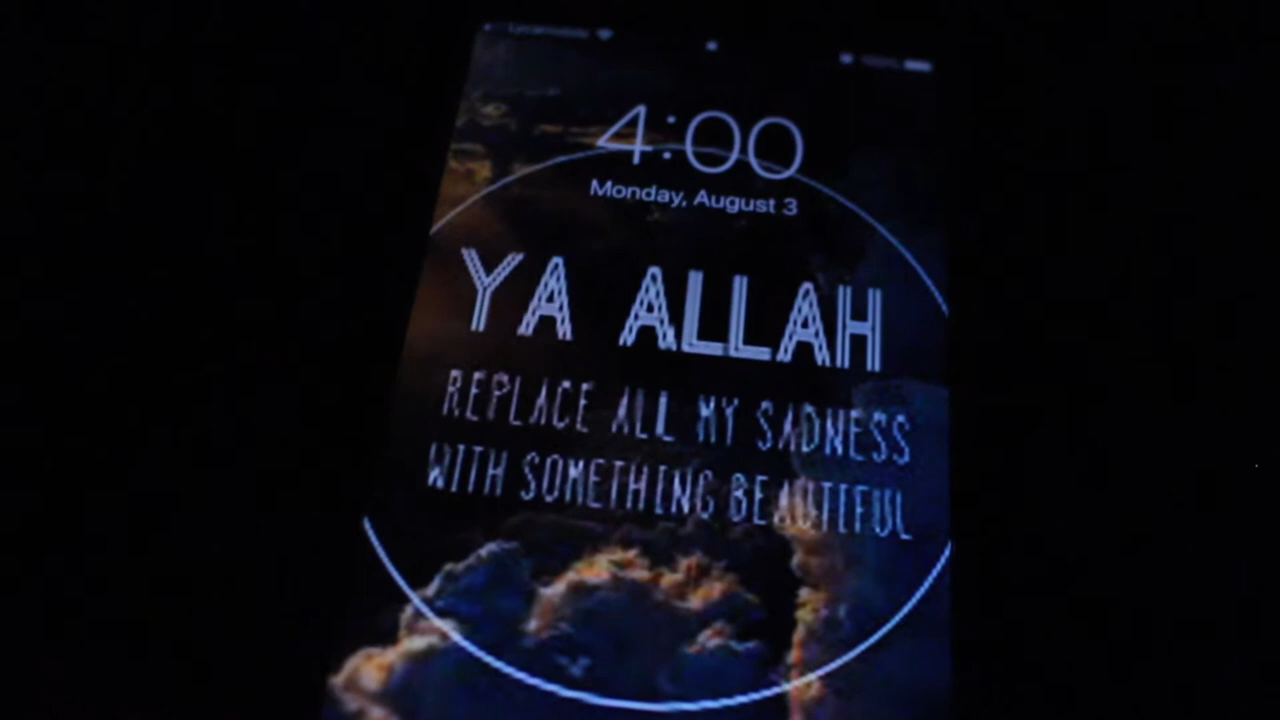 4:00
Monday, August 3
YA ALLAH
REPLACE ALL MY SADNESS
WITH SOMETHING BEAUTIFUL